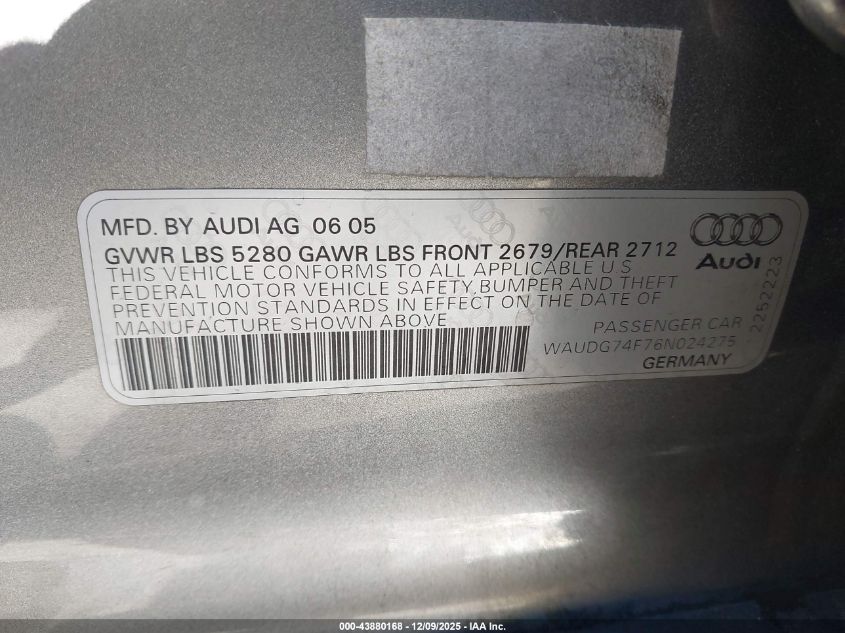 MFD. BY AUDI AG 06 05
GVWR LBS 5280 GAWR LBS FRONT 2679/REAR 2712
THIS VEHICLE CONFORMS TO ALL APPLICABLE U S
FEDERAL MOTOR VEHICLE SAFETY, BUMPER AND THEFT
PREVENTION STANDARDS IN EFFECT ON THE DATE OF
MANUFACTURE SHOWN ABOVE
Audi
PASSENGER CAR
WAUDG74F76N024275
GERMANY
2252223
000-43880168 - 12/09/2025 - IAA Inc.